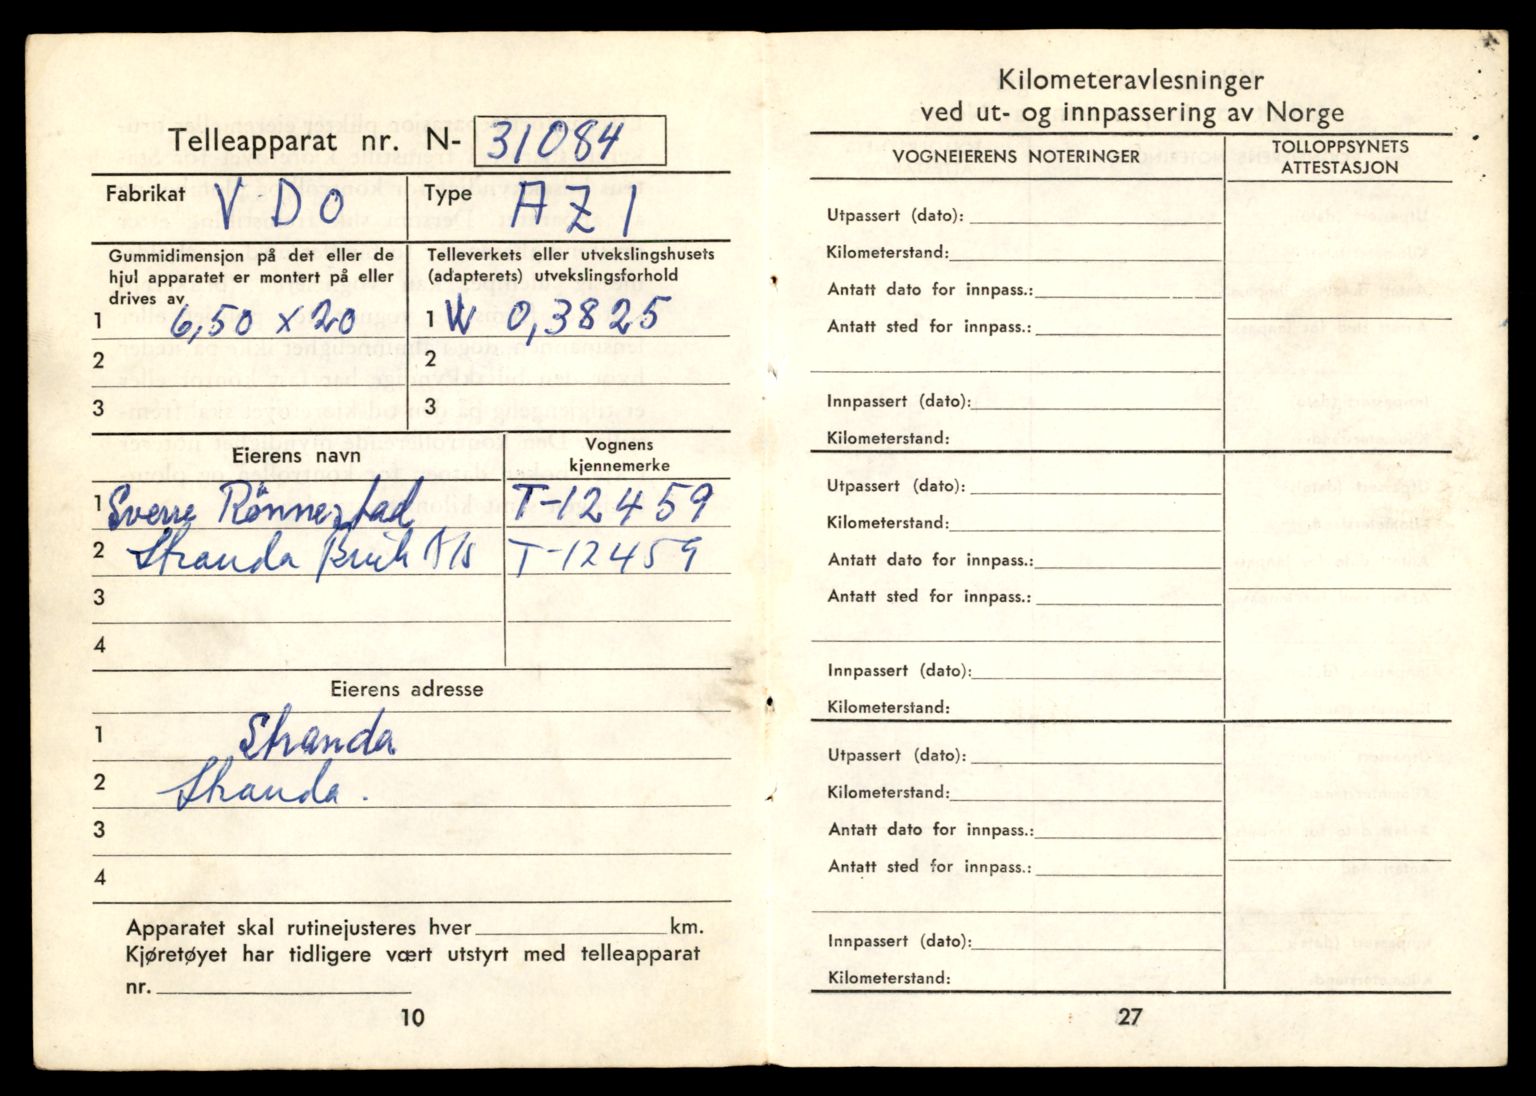 Telleapparat nr. N- 31084
Fabrikat VDO
Type AZ1
Gummidimensjon på det eller de
hjul apparatet er montert på eller
drives av
1 6,50 x 20
2
3
Telleverkets eller utvekslingshusets
(adapterets) utvekslingsforhold
1 W 0,3825
2
3
Eierens navn
Vognens
kjennemerke
1 Sverre Rönnestad T-12459
2 Stranda Bruk A/s T-12459
3
4
Eierens adresse
1 Stranda
2 Stranda.
3
4
Apparatet skal rutinejusteres hver km.
Kjøretøyet har tidligere vært utstyrt med telleapparat
nr.
10
Kilometeravlesninger
ved ut- og innpassering av Norge
VOGNEIERENS NOTERINGER
TOLLOPPSYNETS
ATTESTASJON
Utpassert (dato):
Kilometerstand:
Antatt dato for innpass.:
Antatt sted for innpass.:
Innpassert (dato):
Kilometerstand:
Utpassert (dato):
Kilometerstand:
Antatt dato for innpass.:
Antatt sted for innpass.:
Innpassert (dato):
Kilometerstand:
Utpassert (dato):
Kilometerstand:
Antatt dato for innpass.:
Antatt sted for innpass.:
Innpassert (dato):
Kilometerstand:
27